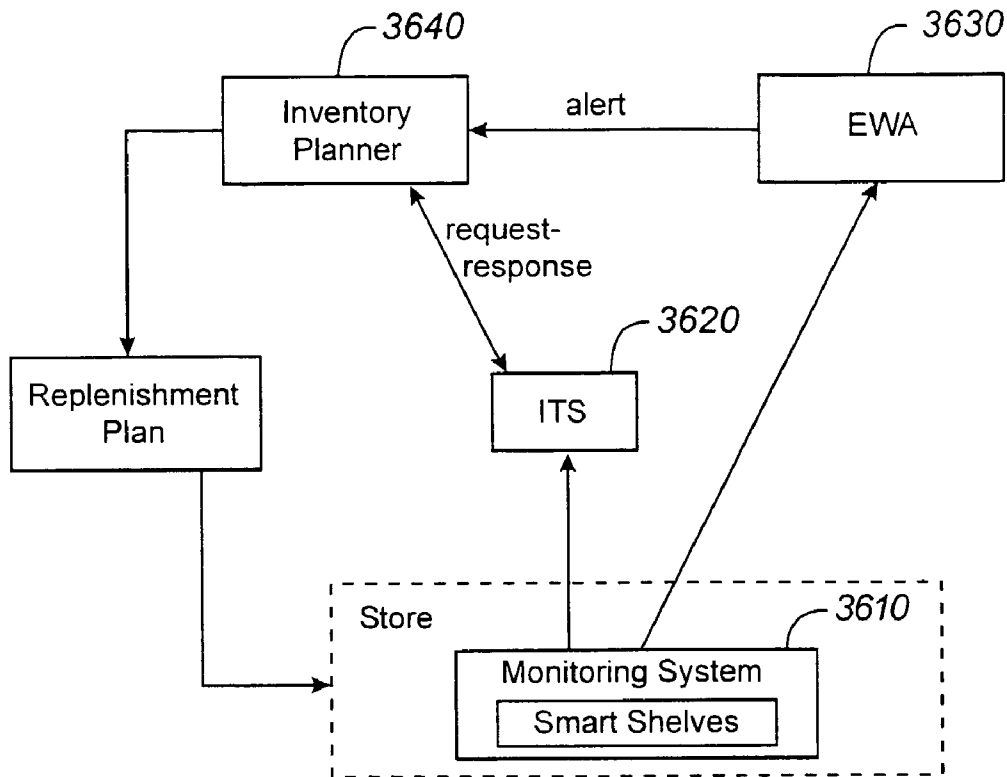 3640
3630
Inventory
Planner
alert
EWA
request-
response
3620
Replenishment
Plan
ITS
Store
3610
Monitoring System
Smart Shelves